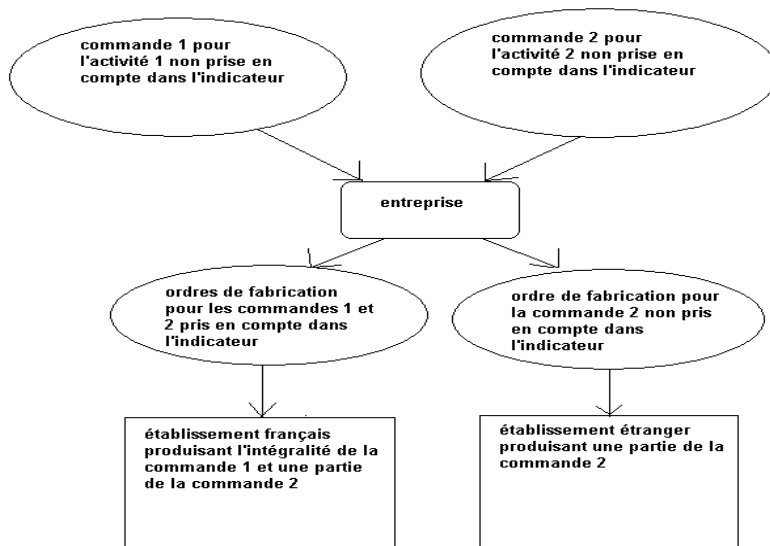 commande 1 pour
l'activité 1 non prise en
compte dans l'indicateur
commande 2 pour
l'activité 2 non prise en
compte dans l'indicateur
entreprise
ordres de fabrication
pour les commandes 1 et
2 pris en compte dans
l'indicateur
ordre de fabrication pour
la commande 2 non pris
en compte dans
l'indicateur
établissement français
produisant l'intégralité de la
commande 1 et une partie
de la commande 2
établissement étranger
produisant une partie de la
commande 2